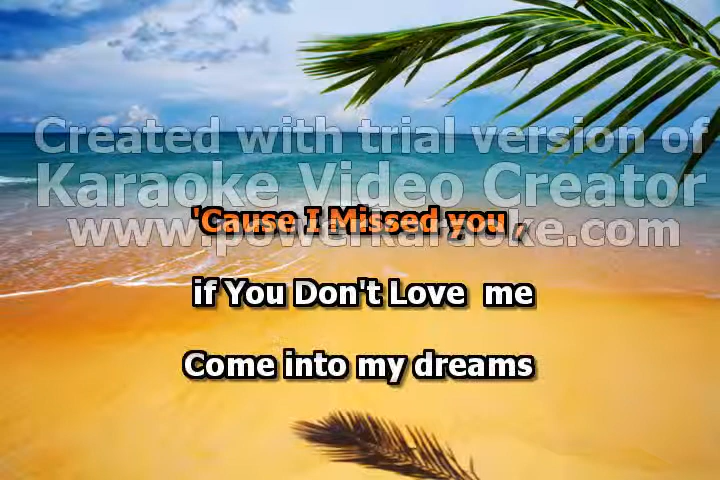 Created with trial version of
Karaoke Video Creator
'Cause I Missed you ,
www.powerkaraoke.com
if You Don't Love  me
Come into my dreams